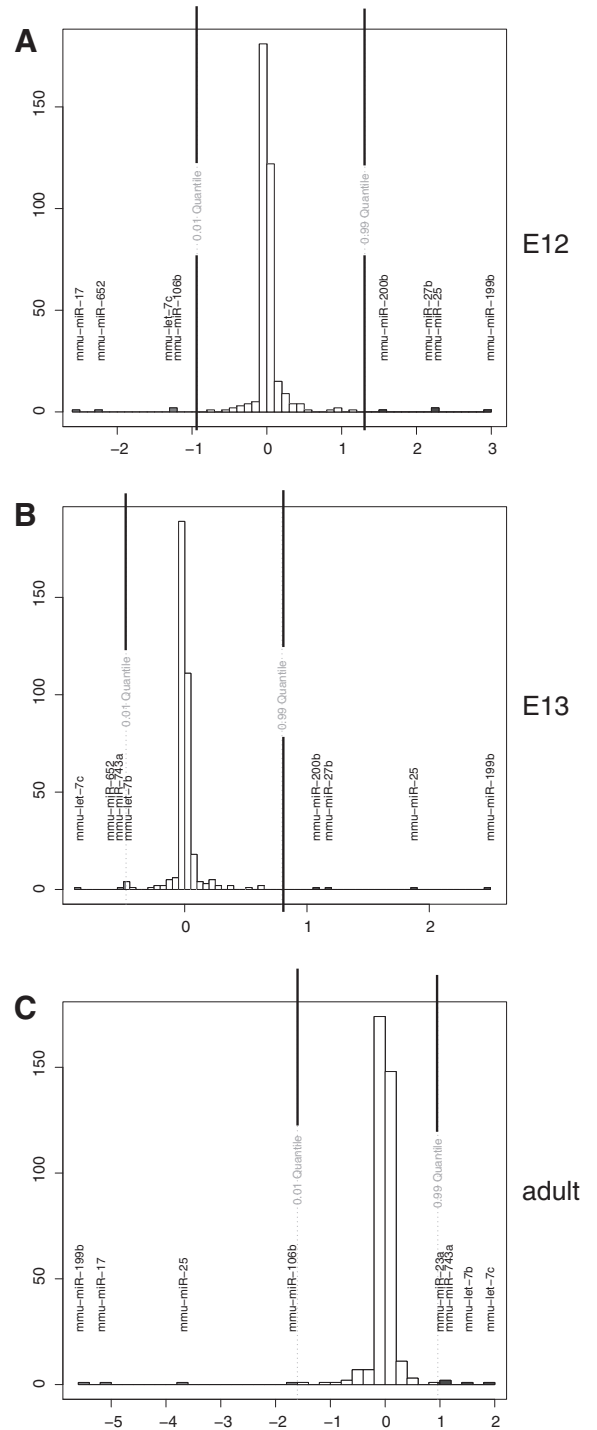 A
150
100
50
0
0.01 Quantile
0.99 Quantile
mmu−miR−17
mmu−miR−652
mmu−let−7c
mmu−miR−106b
mmu−miR−200b
mmu−miR−27b
mmu−miR−25
mmu−miR−199b
−2 −1 0 1 2 3
E12
B
150
100
50
0
0.01 Quantile
0.99 Quantile
mmu−let−7c
mmu−miR−652
mmu−miR−743a
mmu−let−7b
mmu−miR−200b
mmu−miR−27b
mmu−miR−25
mmu−miR−199b
0 1 2
E13
C
150
100
50
0
0.01 Quantile
0.99 Quantile
mmu−miR−199b
mmu−miR−17
mmu−miR−25
mmu−miR−106b
mmu−miR−23a
mmu−miR−743a
mmu−let−7b
mmu−let−7c
−5 −4 −3 −2 −1 0 1 2
adult